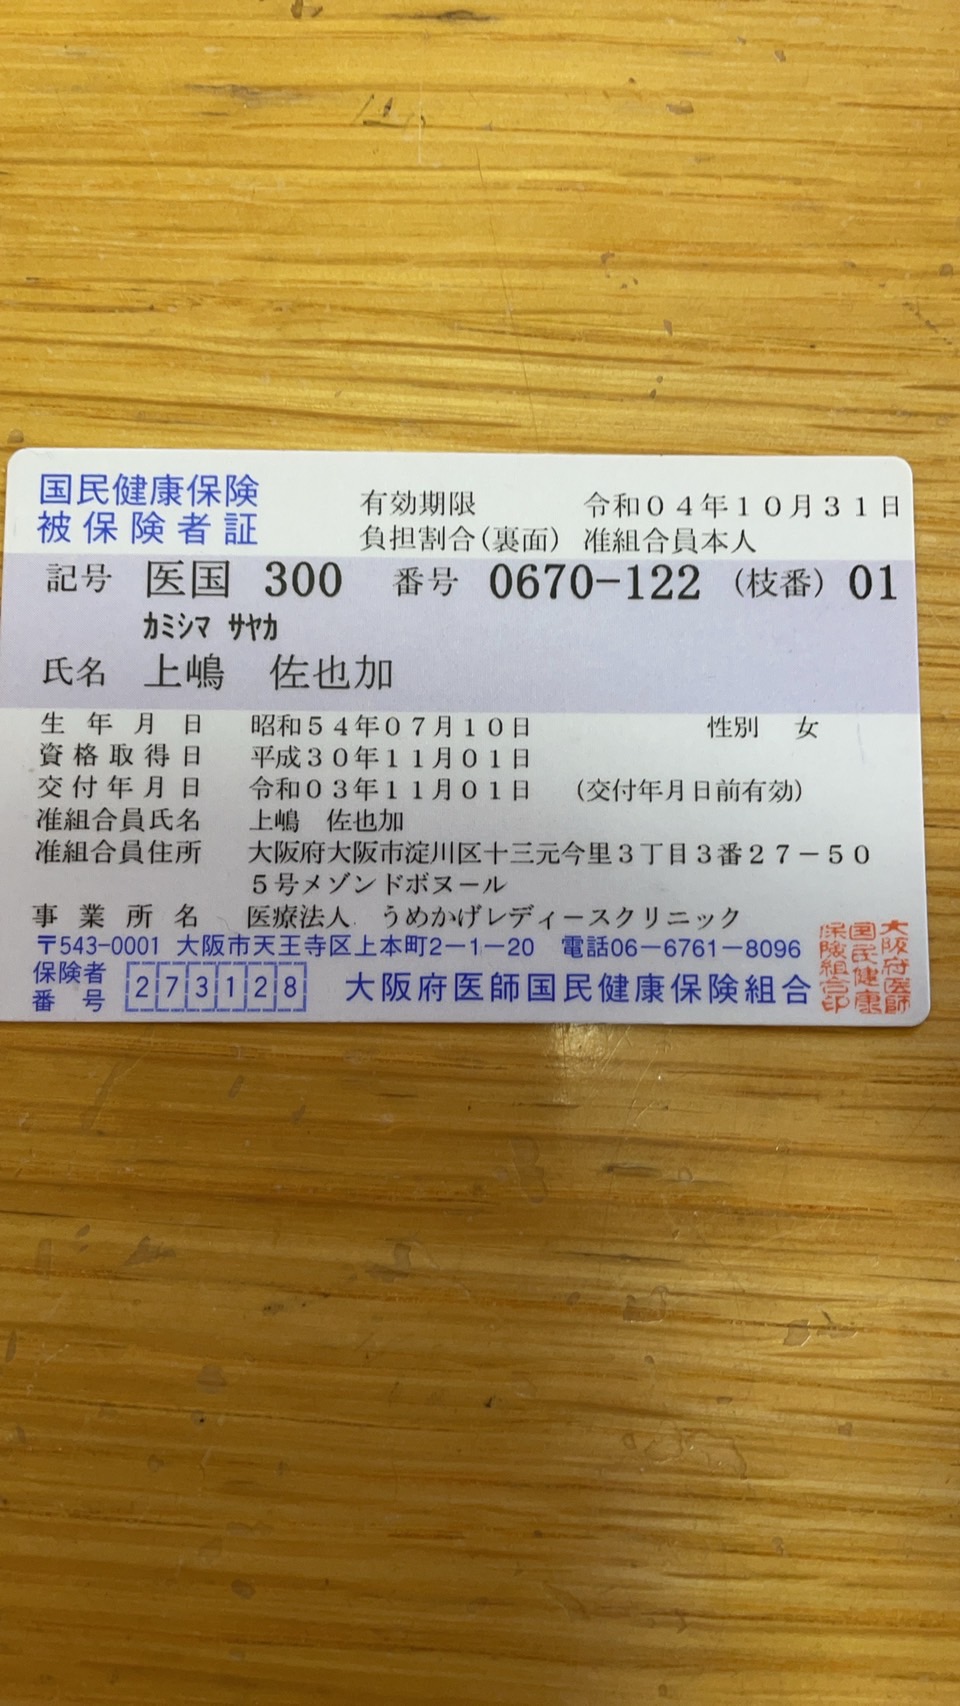 国民健康保険
被保険者証
有効期限 令和04年10月31日
負担割合(裏面) 准組合員本人
記号 医国 300 番号 0670-122 (枝番) 01
カミシマ サヤカ
氏名 上嶋 佐也加
生年月日 昭和54年07月10日 性別 女
資格取得日 平成30年11月01日
交付年月日 令和03年11月01日 (交付年月日前有効)
准組合員氏名 上嶋 佐也加
准組合員住所 大阪府大阪市淀川区十三元今里3丁目3番27-50
5号メゾンドボヌール
事業所名 医療法人 うめかげレディースクリニック
〒543-0001 大阪市天王寺区上本町2-1-20 電話06-6761-8096
保険者
番号 273128 大阪府医師国民健康保険組合
大阪府医師
国民健康
保険組合印